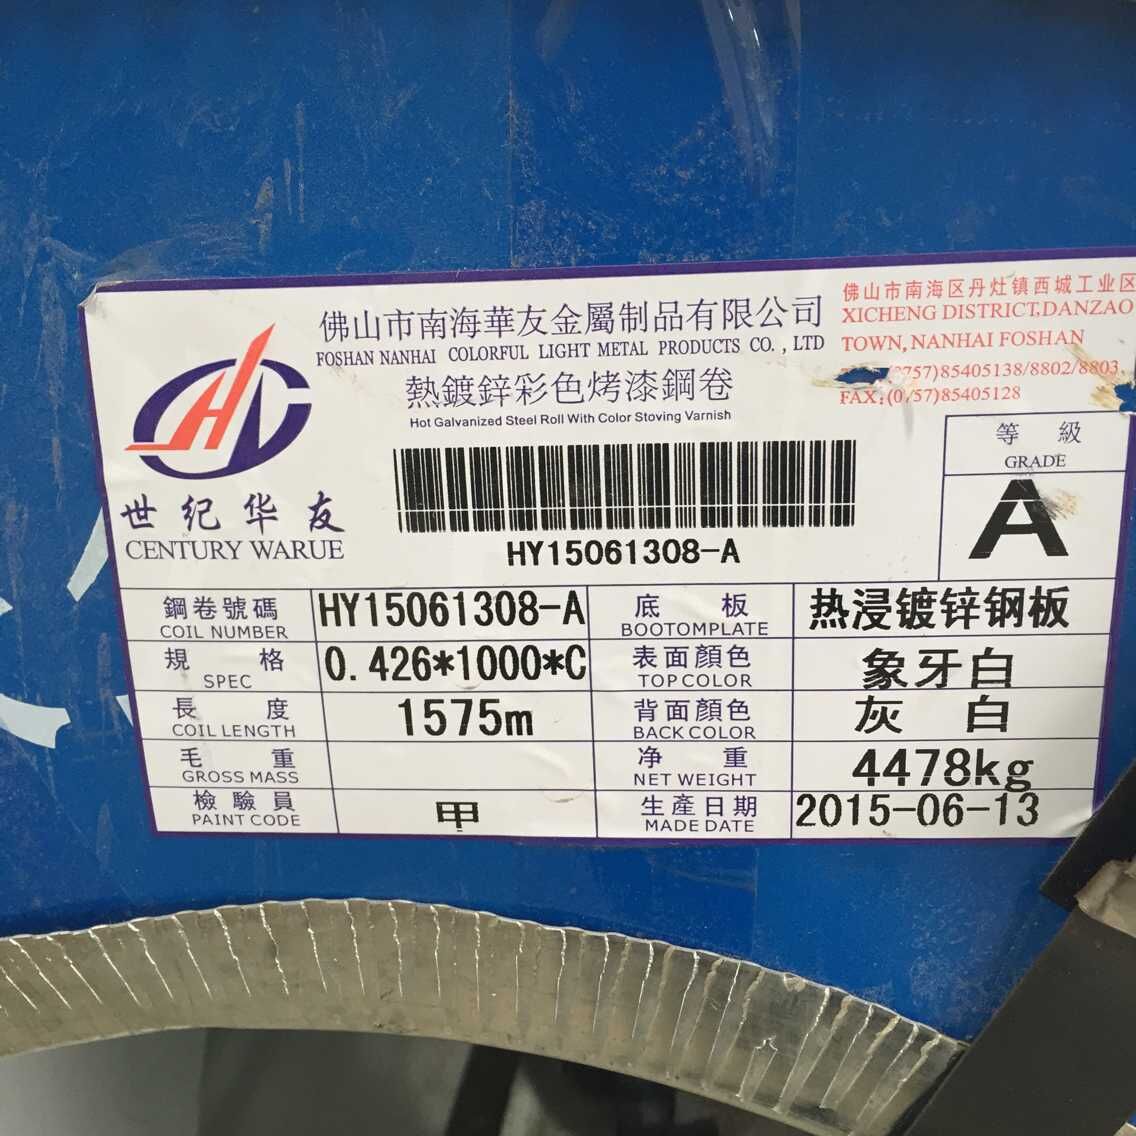 佛山市南海華友金屬制品有限公司
FOSHAN NANHAI COLORFUL LIGHT METAL PRODUCTS CO.,LTD
熱鍍鋅彩色烤漆鋼卷
Hot Galvanized Steel Roll With Color Stoving Varnish
佛山市南海区丹灶镇西城工业区
XICHENG DISTRICT,DANZAO
TOWN,NANHAI FOSHAN
0757)85405138/8802/8803,
FAX:(0757)85405128
世纪华友
CENTURY WARUE
HY15061308-A
等級
GRADE
A
鋼卷號碼 HY15061308-A 底板 热浸镀锌钢板
COIL NUMBER BOOTOMPLATE
規格 0.426*1000*C 表面顏色 象牙白
SPEC TOPCOLOR
長度 1575m 背面顏色 灰白
COIL LENGTH BACK COLOR
毛重 净重 4478kg
GROSS MASS NET WEIGHT
檢驗員 甲 生產日期 2015-06-13
PAINT CODE MADE DATE